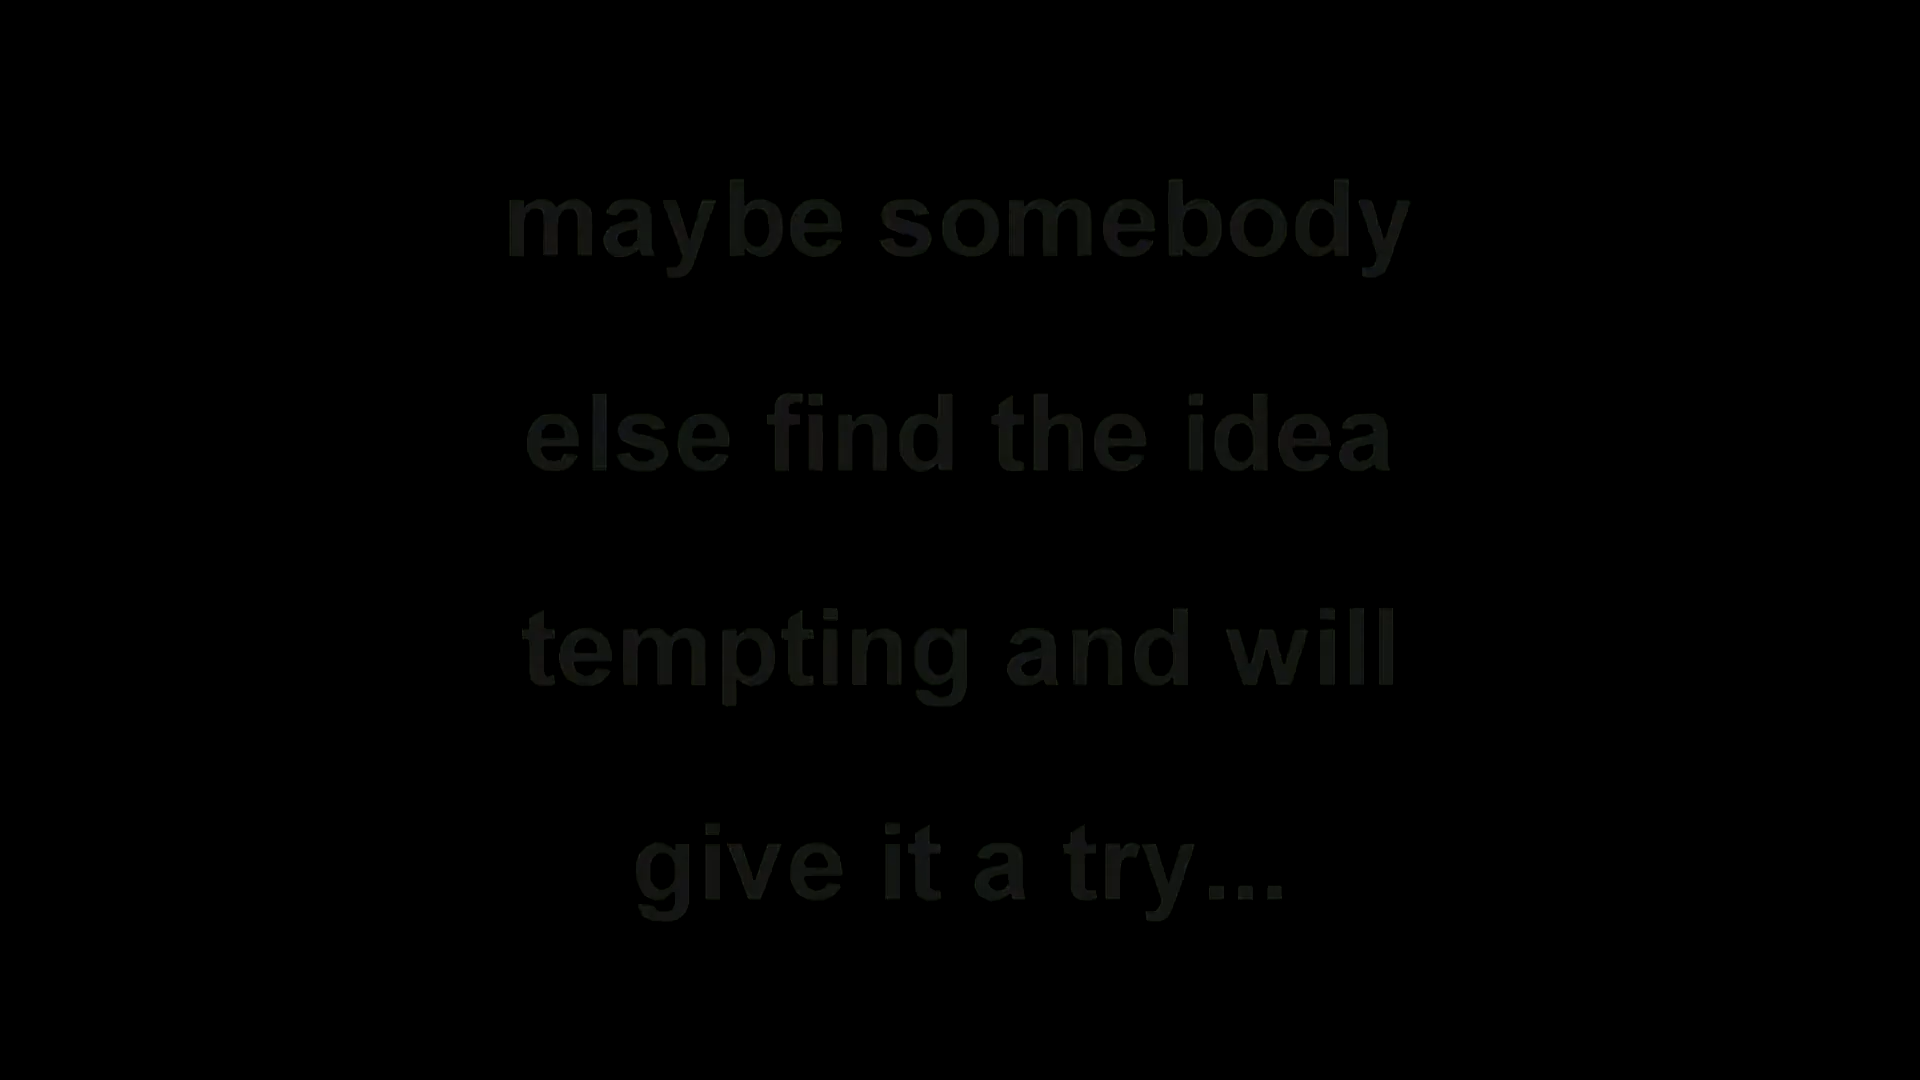 maybe somebody
else find the idea
tempting and will
give it a try...